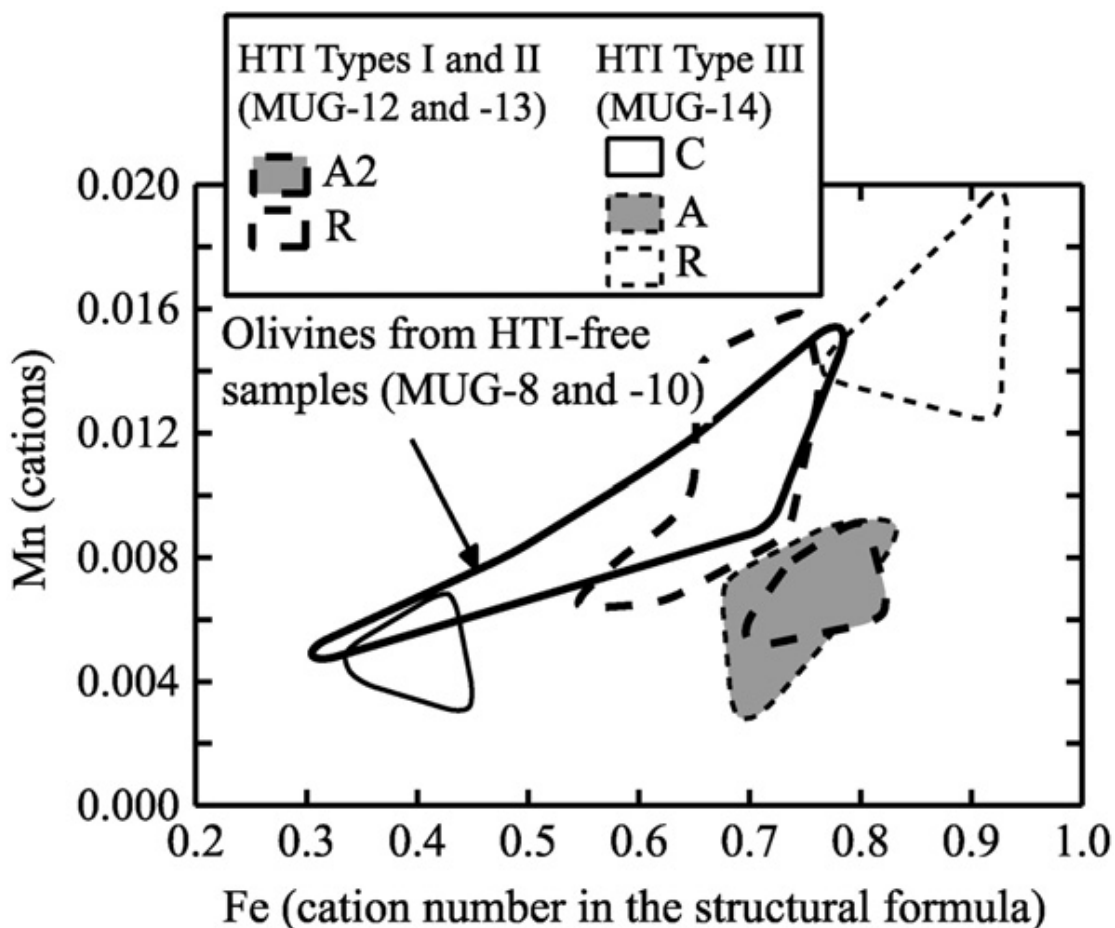 HTI Types I and II
(MUG-12 and -13)
A2
R
HTI Type III
(MUG-14)
C
A
R
Olivines from HTI-free
samples (MUG-8 and -10)
Mn (cations)
0.020
0.016
0.012
0.008
0.004
0.000
0.2 0.3 0.4 0.5 0.6 0.7 0.8 0.9 1.0
Fe (cation number in the structural formula)